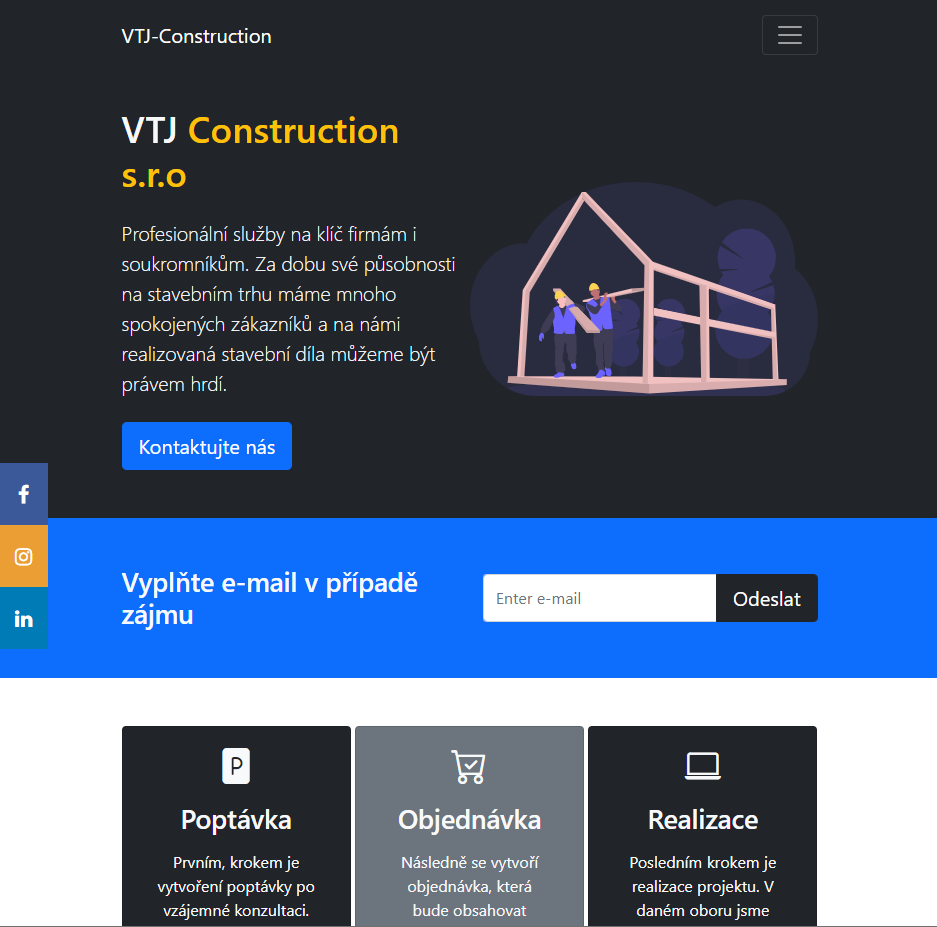 VTJ-Construction
VTJ Construction
s.r.o
Profesionální služby na klíč firmám i
soukromníkům. Za dobu své působnosti
na stavebním trhu máme mnoho
spokojených zákazníků a na námi
realizovaná stavební díla můžeme být
právem hrdí.
Kontaktujte nás
Vyplňte e-mail v případě
zájmu
Enter e-mail
Odeslat
P
Poptávka
Prvním, krokem je
vytvoření poptávky po
vzájemné konzultaci.
Objednávka
Následně se vytvoří
objednávka, která
bude obsahovat
Realizace
Posledním krokem je
realizace projektu. V
daném oboru jsme